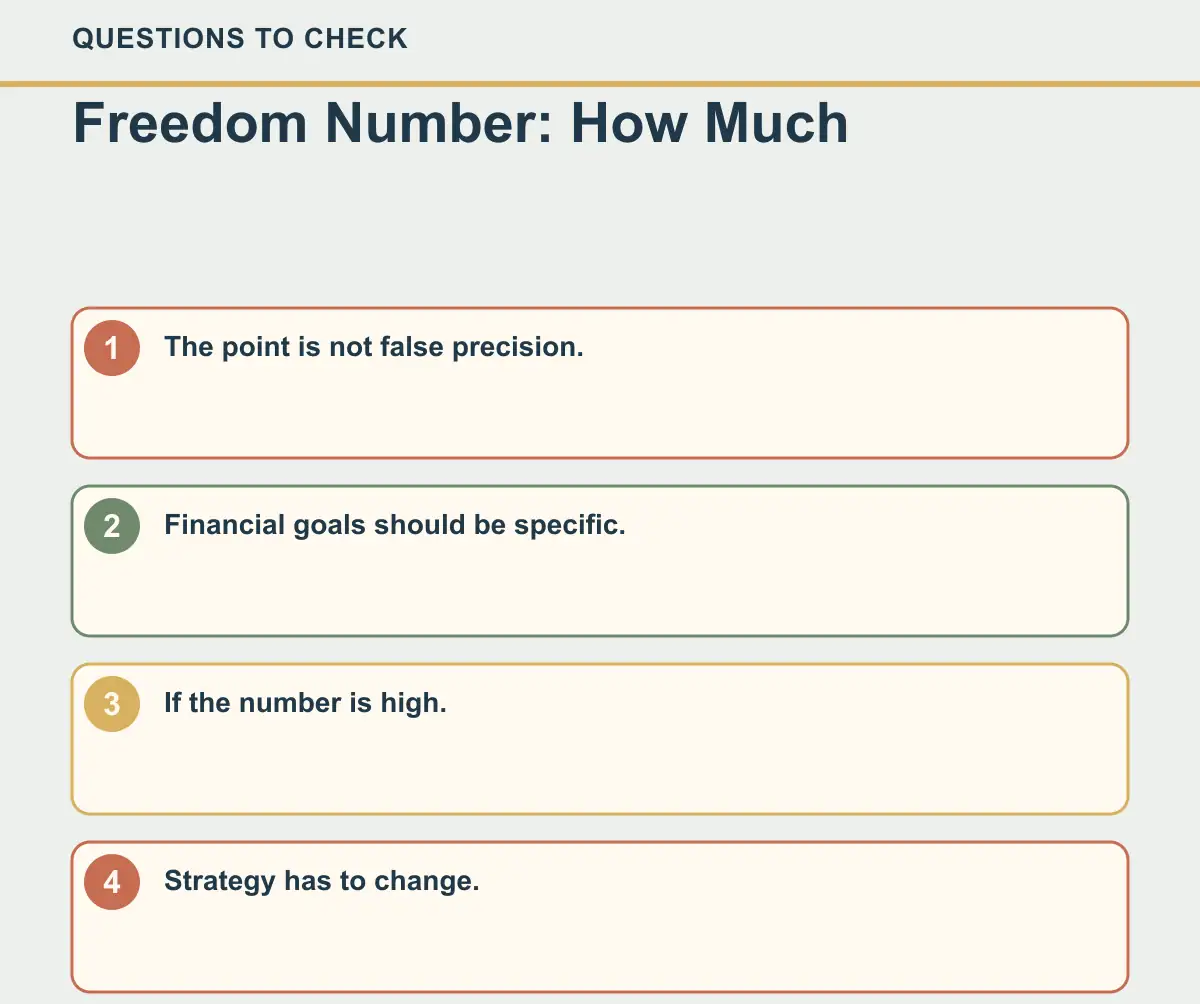 QUESTIONS TO CHECK
Freedom Number: How Much
1 The point is not false precision.
2 Financial goals should be specific.
3 If the number is high.
4 Strategy has to change.